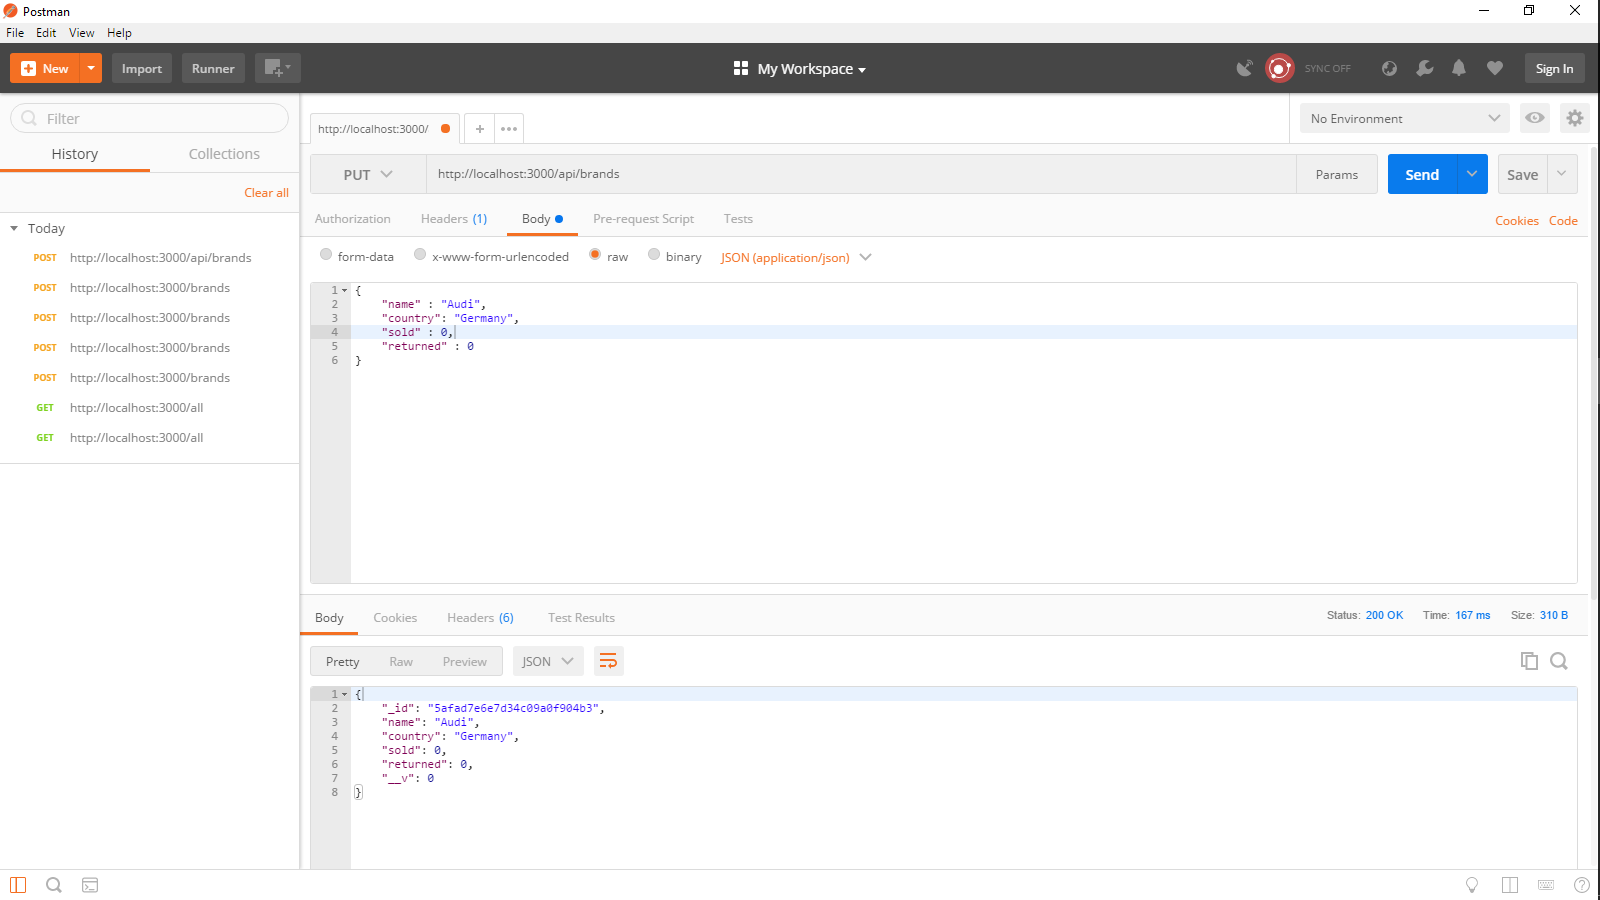 Postman
File Edit View Help
New Import Runner My Workspace SYNC OFF Sign In
Filter
History Collections
Clear all
Today
POST http://localhost:3000/api/brands
POST http://localhost:3000/brands
POST http://localhost:3000/brands
POST http://localhost:3000/brands
POST http://localhost:3000/brands
GET http://localhost:3000/all
GET http://localhost:3000/all
http://localhost:3000/ + ••• No Environment
PUT http://localhost:3000/api/brands Params Send Save
Authorization Headers (1) Body Pre-request Script Tests Cookies Code
form-data x-www-form-urlencoded raw binary JSON (application/json)
1 {
2 "name" : "Audi",
3 "country": "Germany",
4 "sold" : 0,
5 "returned" : 0
6 }
Body Cookies Headers (6) Test Results Status: 200 OK Time: 167 ms Size: 310 B
Pretty Raw Preview JSON
1 {
2 "_id": "5afad7e6e7d34c09a0f904b3",
3 "name": "Audi",
4 "country": "Germany",
5 "sold": 0,
6 "returned": 0,
7 "__v": 0
8 }